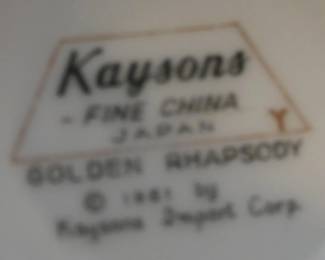 Kaysons
- FINE CHINA
JAPAN
GOLDEN RHAPSODY
© 1961 by
Kaysons Import Corp.